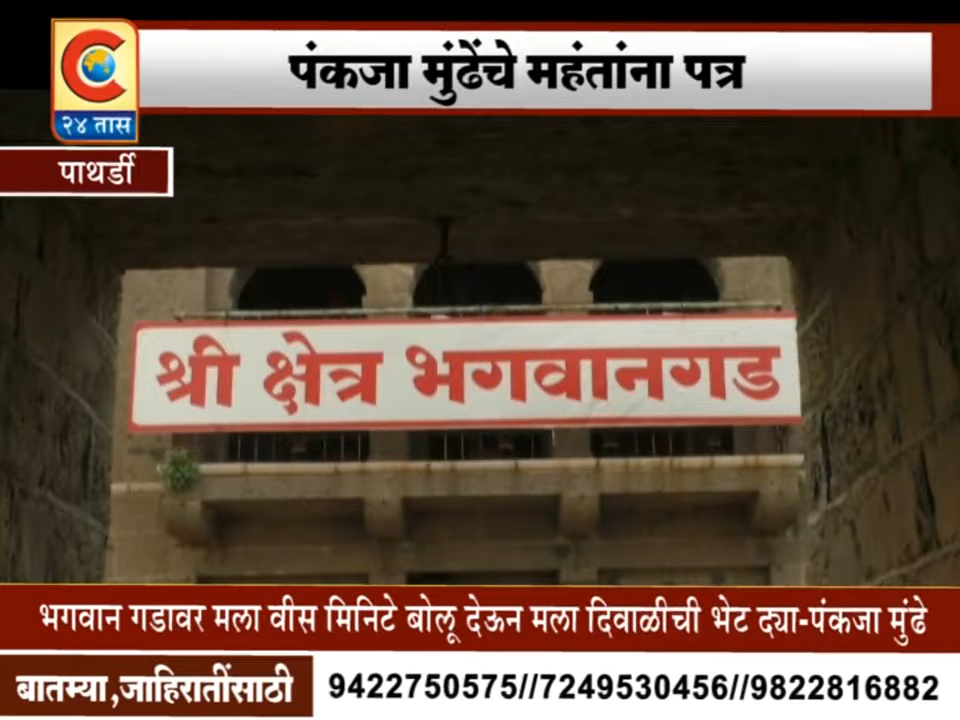 पंकजा मुंढेंचे महंतांना पत्र
C
२४ तास
पाथर्डी
श्री क्षेत्र भगवानगड
भगवान गडावर मला वीस मिनिटे बोलू देऊन मला दिवाळीची भेट द्या-पंकजा मुंढे
बातम्या,जाहिरातींसाठी 9422750575//7249530456//9822816882